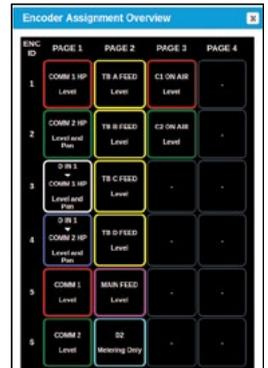 Encoder Assignment Overview
ENC ID PAGE 1 PAGE 2 PAGE 3 PAGE 4
1
COMM 1 HP
Level
TB A FEED
Level
C1 ON AIR
Level
-
2
COMM 2 HP
Level and
Pan
TB B FEED
Level
C2 ON AIR
Level
-
3
D IN 1
COMM 1 HP
Level and
Pan
TB C FEED
Level
-
-
4
D IN 1
COMM 2 HP
Level and
Pan
TB D FEED
Level
-
-
5
COMM 1
Level
MAIN FEED
Level
-
-
6
COMM 2
Level
D2
Metering Only
-
-